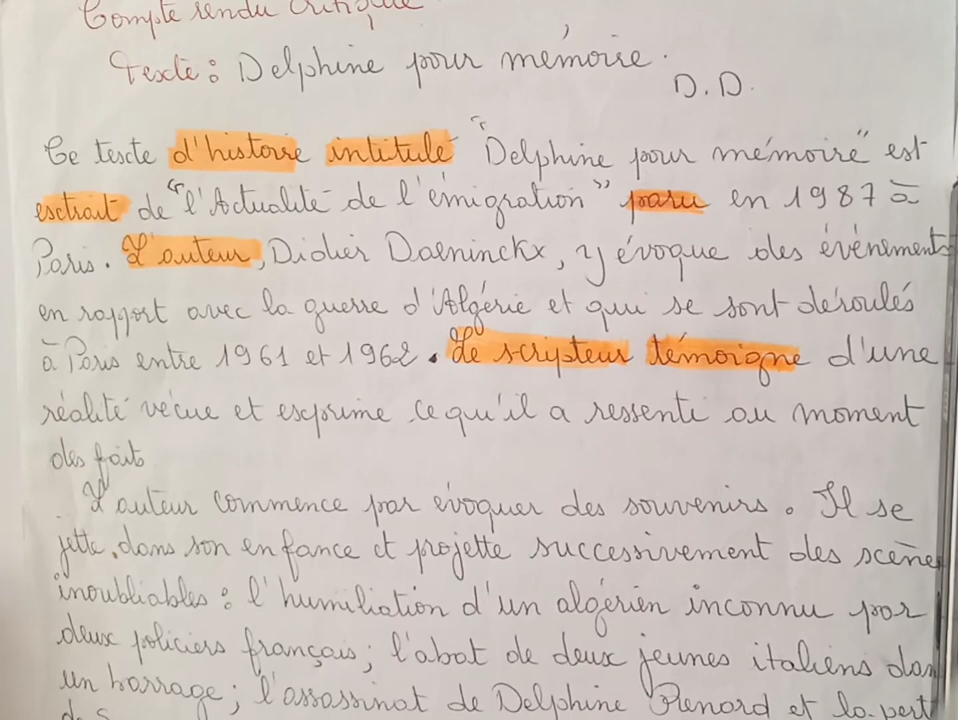 Compte rendu critique
Texte : Delphine pour mémoire.
D.D.
Ce texte d'histoire intitulé "Delphine pour mémoire" est
extrait de "l'Actualité de l'émigration" paru en 1987 à
Paris. L'auteur, Didier Daeninckx, y évoque des événements
en rapport avec la guerre d'Algérie et qui se sont déroulés
à Paris entre 1961 et 1962. Le scripteur témoigne d'une
réalité vécue et exprime ce qu'il a ressenti au moment
des faits
L'auteur commence par évoquer des souvenirs. Il se
jette dans son enfance et projette successivement des scènes
inoubliables : l'humiliation d'un algérien inconnu par
deux policiers français ; l'abat de deux jeunes italiens dan
un barrage ; l'assassinat de Delphine Renard et la pert
des